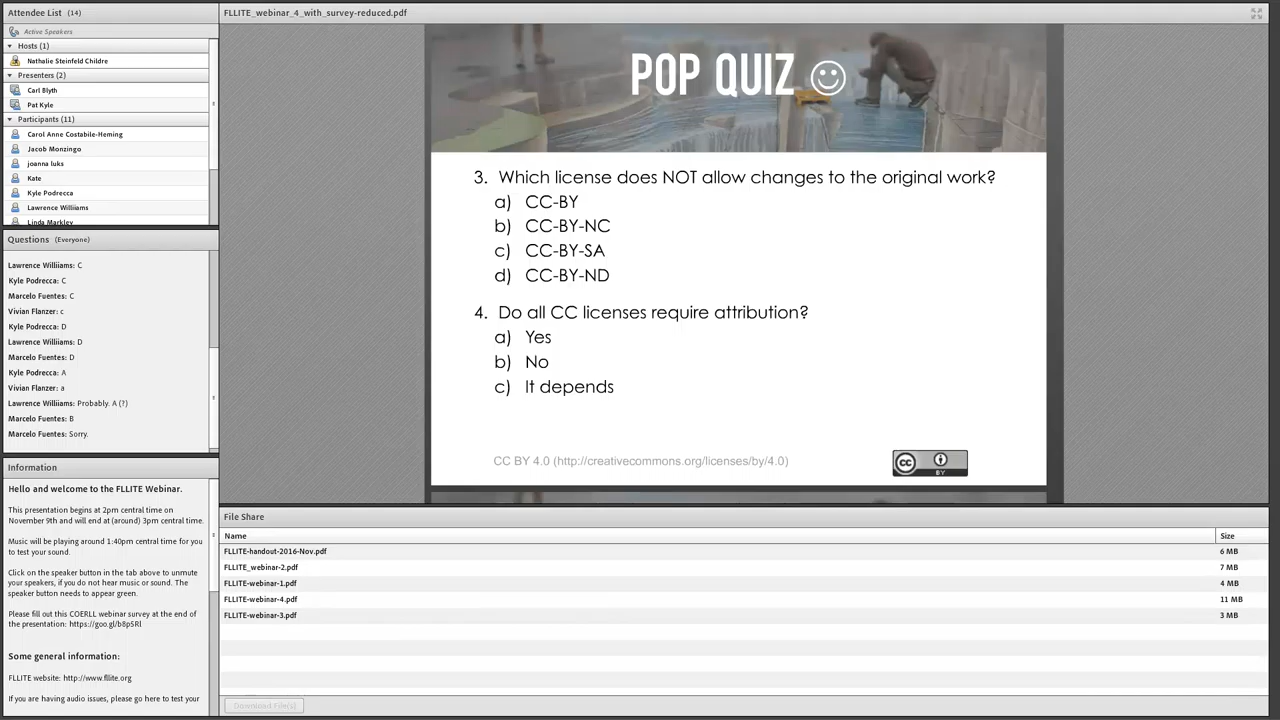 Attendee List (14)
Active Speakers
Hosts (1)
Nathalie Steinfeld Childre
Presenters (2)
Carl Blyth
Pat Kyle
Participants (11)
Carol Anne Costabile-Heming
Jacob Monzingo
joanna luks
Kate
Kyle Podrecca
Lawrence Williiams
Linda Markley
Questions (Everyone)
Lawrence Williiams: C
Kyle Podrecca: C
Marcelo Fuentes: C
Vivian Flanzer: c
Kyle Podrecca: D
Lawrence Williiams: D
Marcelo Fuentes: D
Kyle Podrecca: A
Vivian Flanzer: a
Lawrence Williiams: Probably. A (?)
Marcelo Fuentes: B
Marcelo Fuentes: Sorry.
Information
Hello and welcome to the FLLITE Webinar.
This presentation begins at 2pm central time on
November 9th and will end at (around) 3pm central time.
Music will be playing around 1:40pm central time for you
to test your sound.
Click on the speaker button in the tab above to unmute
your speakers, if you do not hear music or sound. The
speaker button needs to appear green.
Please fill out this COERLL webinar survey at the end of
the presentation: https://goo.gl/b8pSRl
Some general information:
FLLITE website: http://www.fllite.org
If you are having audio issues, please go here to test your
FLLITE_webinar_4_with_survey-reduced.pdf
POP QUIZ ☺
3. Which license does NOT allow changes to the original work?
a) CC-BY
b) CC-BY-NC
c) CC-BY-SA
d) CC-BY-ND
4. Do all CC licenses require attribution?
a) Yes
b) No
c) It depends
CC BY 4.0 (http://creativecommons.org/licenses/by/4.0)
cc BY
File Share
Name Size
FLLITE-handout-2016-Nov.pdf 6 MB
FLLITE_webinar-2.pdf 7 MB
FLLITE-webinar-1.pdf 4 MB
FLLITE-webinar-4.pdf 11 MB
FLLITE-webinar-3.pdf 3 MB
Download File(s)